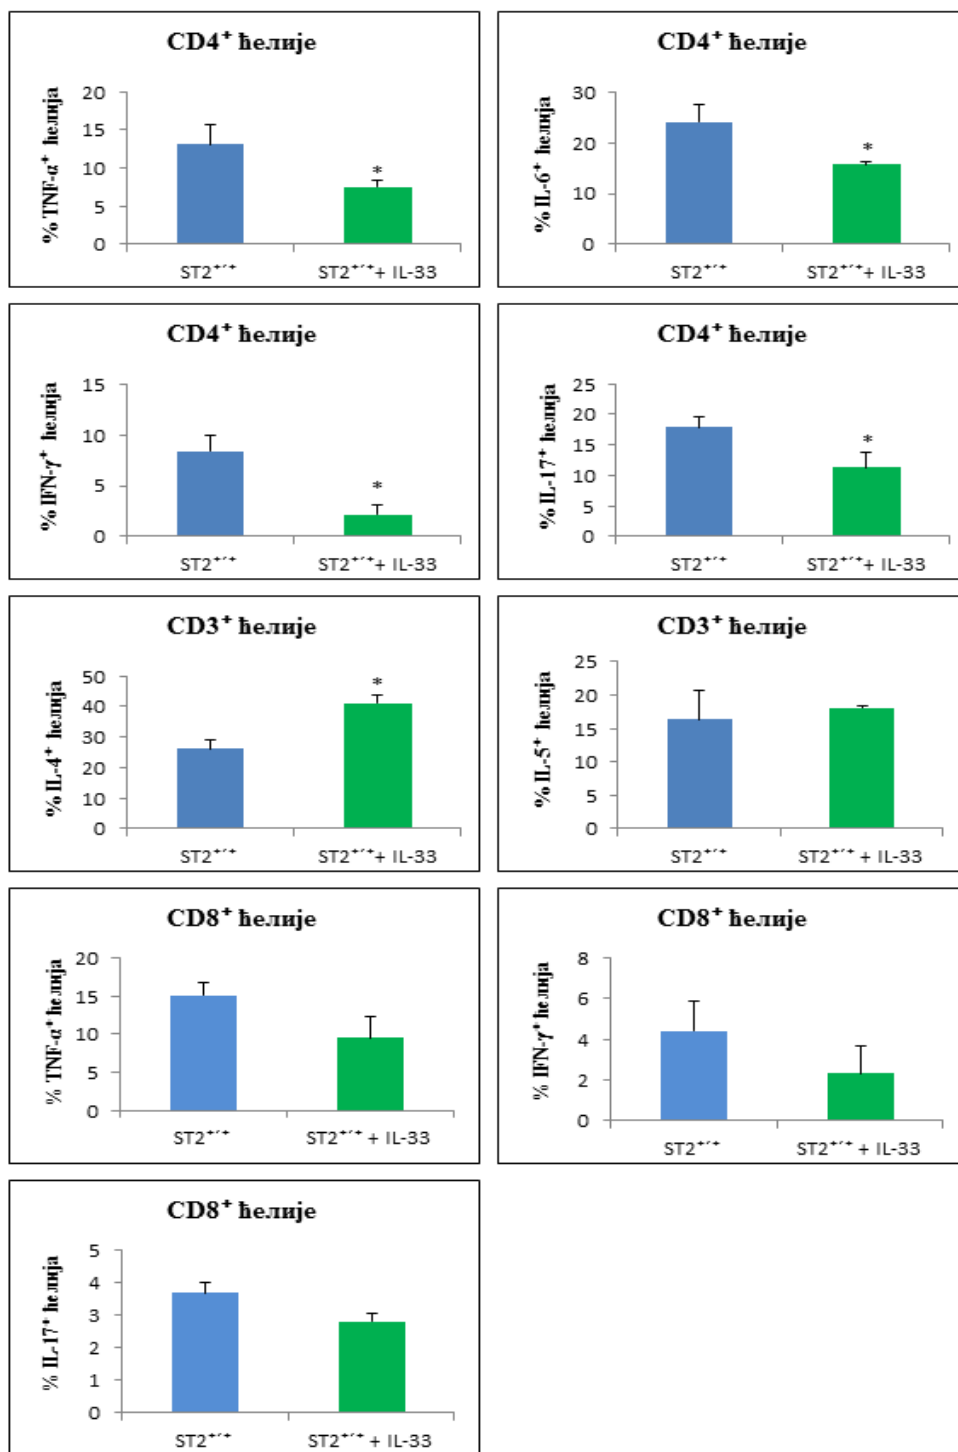 CD4⁺ ћелије
% TNF-α⁺ ћелија
20
15
10
5
0
*
ST2⁺′⁺ ST2⁺′⁺+ IL-33
CD4⁺ ћелије
% IL-6⁺ ћелија
30
20
10
0
*
ST2⁺′⁺ ST2⁺′⁺+ IL-33
CD4⁺ ћелије
% IFN-γ⁺ ћелија
15
10
5
0
*
ST2⁺′⁺ ST2⁺′⁺+ IL-33
CD4⁺ ћелије
% IL-17⁺ ћелија
25
20
15
10
5
0
*
ST2⁺′⁺ ST2⁺′⁺+ IL-33
CD3⁺ ћелије
% IL-4⁺ ћелија
50
40
30
20
10
0
*
ST2⁺′⁺ ST2⁺′⁺+ IL-33
CD3⁺ ћелије
% IL-5⁺ ћелија
25
20
15
10
5
0
ST2⁺′⁺ ST2⁺′⁺ + IL-33
CD8⁺ ћелије
% TNF-α⁺ ћелија
20
15
10
5
0
ST2⁺′⁺ ST2⁺′⁺ + IL-33
CD8⁺ ћелије
% IFN-γ⁺ ћелија
8
6
4
2
0
ST2⁺′⁺ ST2⁺′⁺ + IL-33
CD8⁺ ћелије
% IL-17⁺ ћелија
5
4
3
2
1
0
ST2⁺′⁺ ST2⁺′⁺ + IL-33